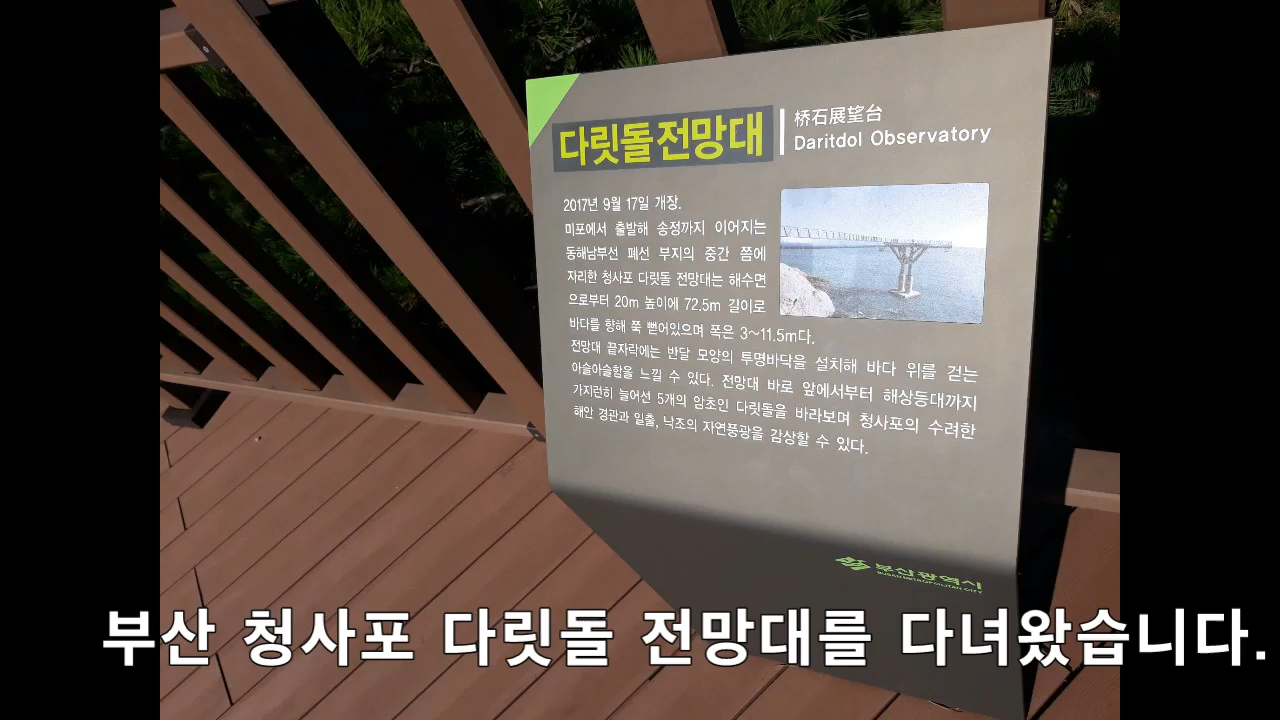 다릿돌전망대
桥石展望台
Daritdol Observatory
2017년 9월 17일 개장.
미포에서 출발해 송정까지 이어지는
동해남부선 폐선 부지의 중간 쯤에
자리한 청사포 다릿돌 전망대는 해수면
으로부터 20m 높이에 72.5m 길이로
바다를 향해 쭉 뻗어있으며 폭은 3~11.5m다.
전망대 끝자락에는 반달 모양의 투명바닥을 설치해 바다 위를 걷는
아슬아슬함을 느낄 수 있다. 전망대 바로 앞에서부터 해상등대까지
가지런히 늘어선 5개의 암초인 다릿돌을 바라보며 청사포의 수려한
해안 경관과 일출, 낙조의 자연풍광을 감상할 수 있다.
부산광역시
BUSAN METROPOLITAN CITY
부산 청사포 다릿돌 전망대를 다녀왔습니다.